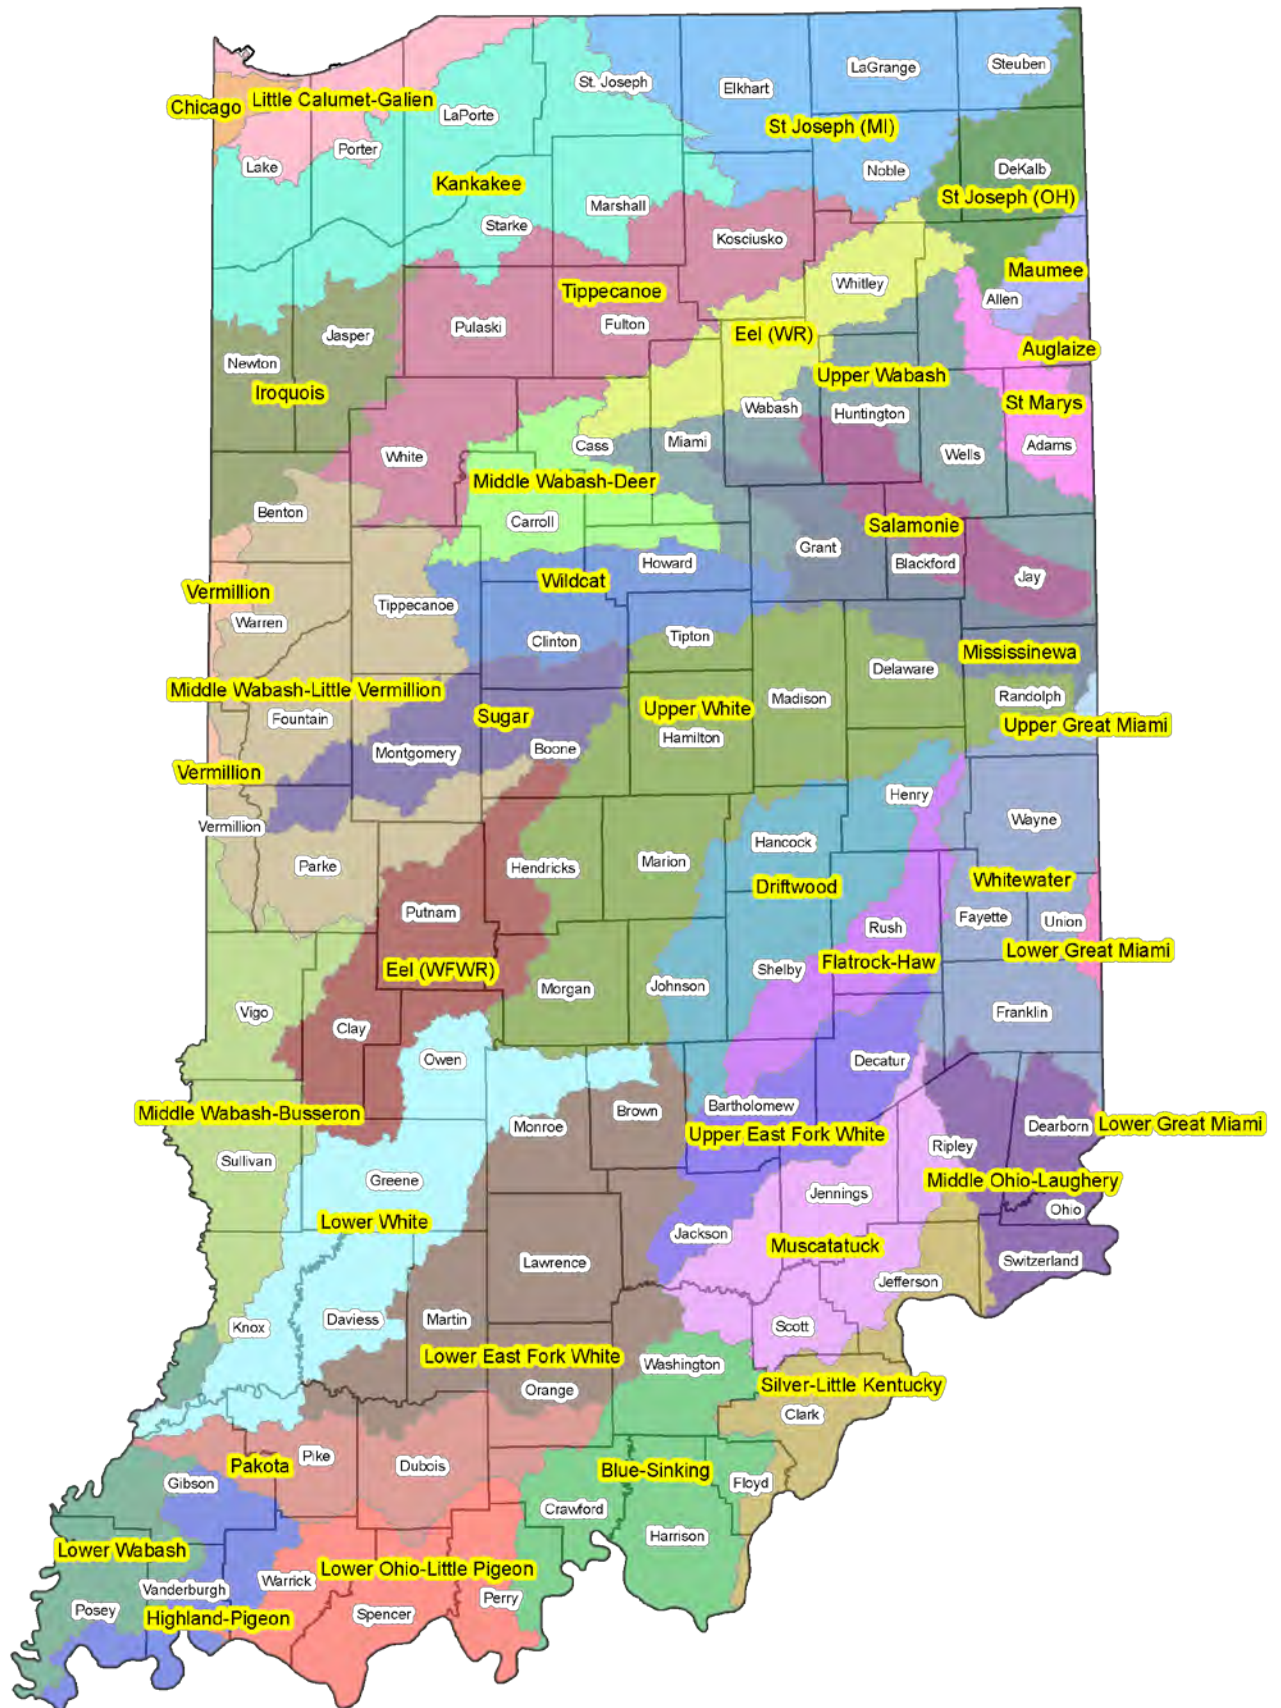 St. Joseph
LaGrange
Steuben
Elkhart
Chicago
Little Calumet-Galien
LaPorte
St Joseph (MI)
Porter
Lake
Noble
DeKalb
Kankakee
St Joseph (OH)
Marshall
Starke
Kosciusko
Maumee
Whitley
Tippecanoe
Allen
Pulaski
Fulton
Jasper
Eel (WR)
Auglaize
Newton
Upper Wabash
Iroquois
St Marys
Wabash
Huntington
Cass
Miami
Adams
White
Wells
Middle Wabash-Deer
Benton
Carroll
Salamonie
Grant
Howard
Blackford
Jay
Wildcat
Vermillion
Tippecanoe
Warren
Clinton
Tipton
Mississinewa
Delaware
Middle Wabash-Little Vermillion
Madison
Randolph
Upper White
Sugar
Fountain
Upper Great Miami
Hamilton
Boone
Montgomery
Vermillion
Henry
Wayne
Vermillion
Hancock
Parke
Hendricks
Marion
Driftwood
Whitewater
Putnam
Fayette
Union
Rush
Lower Great Miami
Flatrock-Haw
Eel (WFWR)
Shelby
Johnson
Morgan
Vigo
Franklin
Clay
Owen
Decatur
Middle Wabash-Busseron
Brown
Bartholomew
Monroe
Dearborn
Lower Great Miami
Upper East Fork White
Ripley
Sullivan
Greene
Middle Ohio-Laughery
Jennings
Ohio
Lower White
Jackson
Muscatatuck
Lawrence
Switzerland
Jefferson
Knox
Daviess
Martin
Scott
Lower East Fork White
Washington
Orange
Silver-Little Kentucky
Clark
Pike
Pakota
Dubois
Blue-Sinking
Gibson
Floyd
Crawford
Harrison
Lower Wabash
Lower Ohio-Little Pigeon
Warrick
Vanderburgh
Perry
Posey
Highland-Pigeon
Spencer